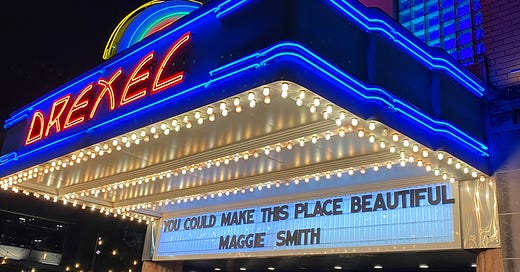 DREXEL
YOU COULD MAKE THIS PLACE BEAUTIFUL
MAGGIE SMITH